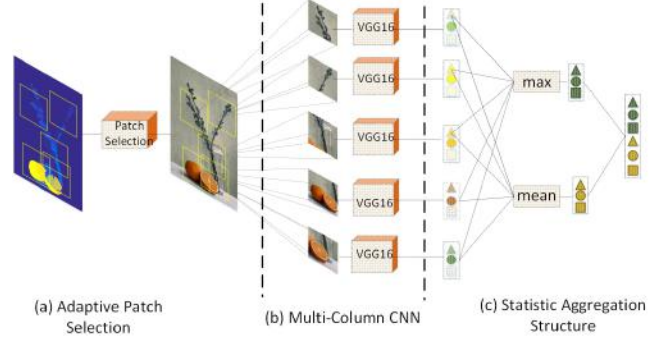 VGG16
VGG16
Patch
Selection
VGG16
VGG16
VGG16
max
mean
(a) Adaptive Patch
Selection
(b) Multi-Column CNN
(c) Statistic Aggregation
Structure